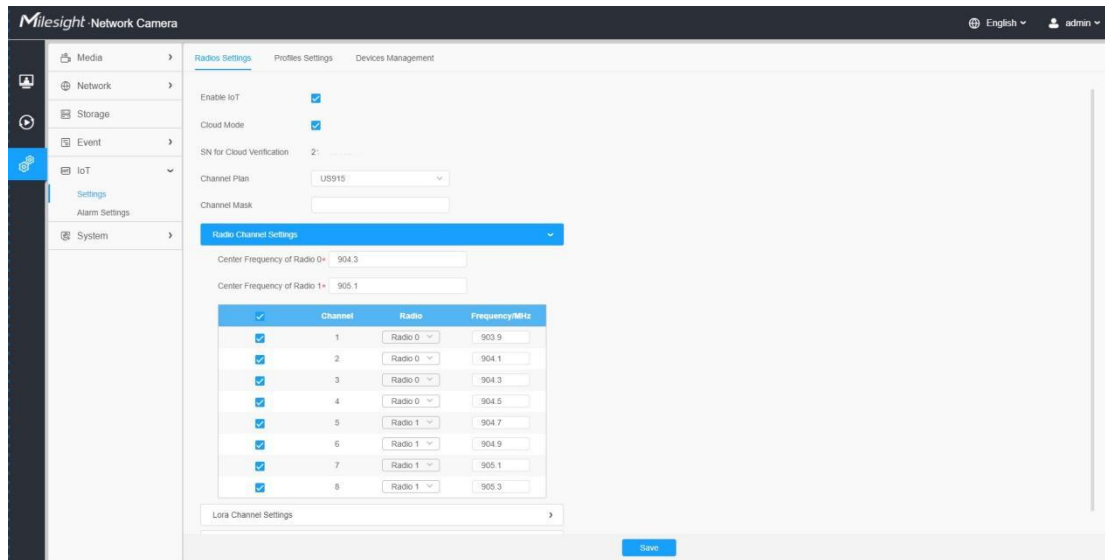 Milesight · Network Camera
English
admin
Media
Network
Storage
Event
IoT
Settings
Alarm Settings
System
Radios Settings Profiles Settings Devices Management
Enable IoT
Cloud Mode
SN for Cloud Verification
Channel Plan US915
Channel Mask
Radio Channel Settings
Center Frequency of Radio 0* 904.3
Center Frequency of Radio 1* 905.1
Channel Radio Frequency/MHz
1 Radio 0 903.9
2 Radio 0 904.1
3 Radio 0 904.3
4 Radio 0 904.5
5 Radio 1 904.7
6 Radio 1 904.9
7 Radio 1 905.1
8 Radio 1 905.3
Lora Channel Settings
Save